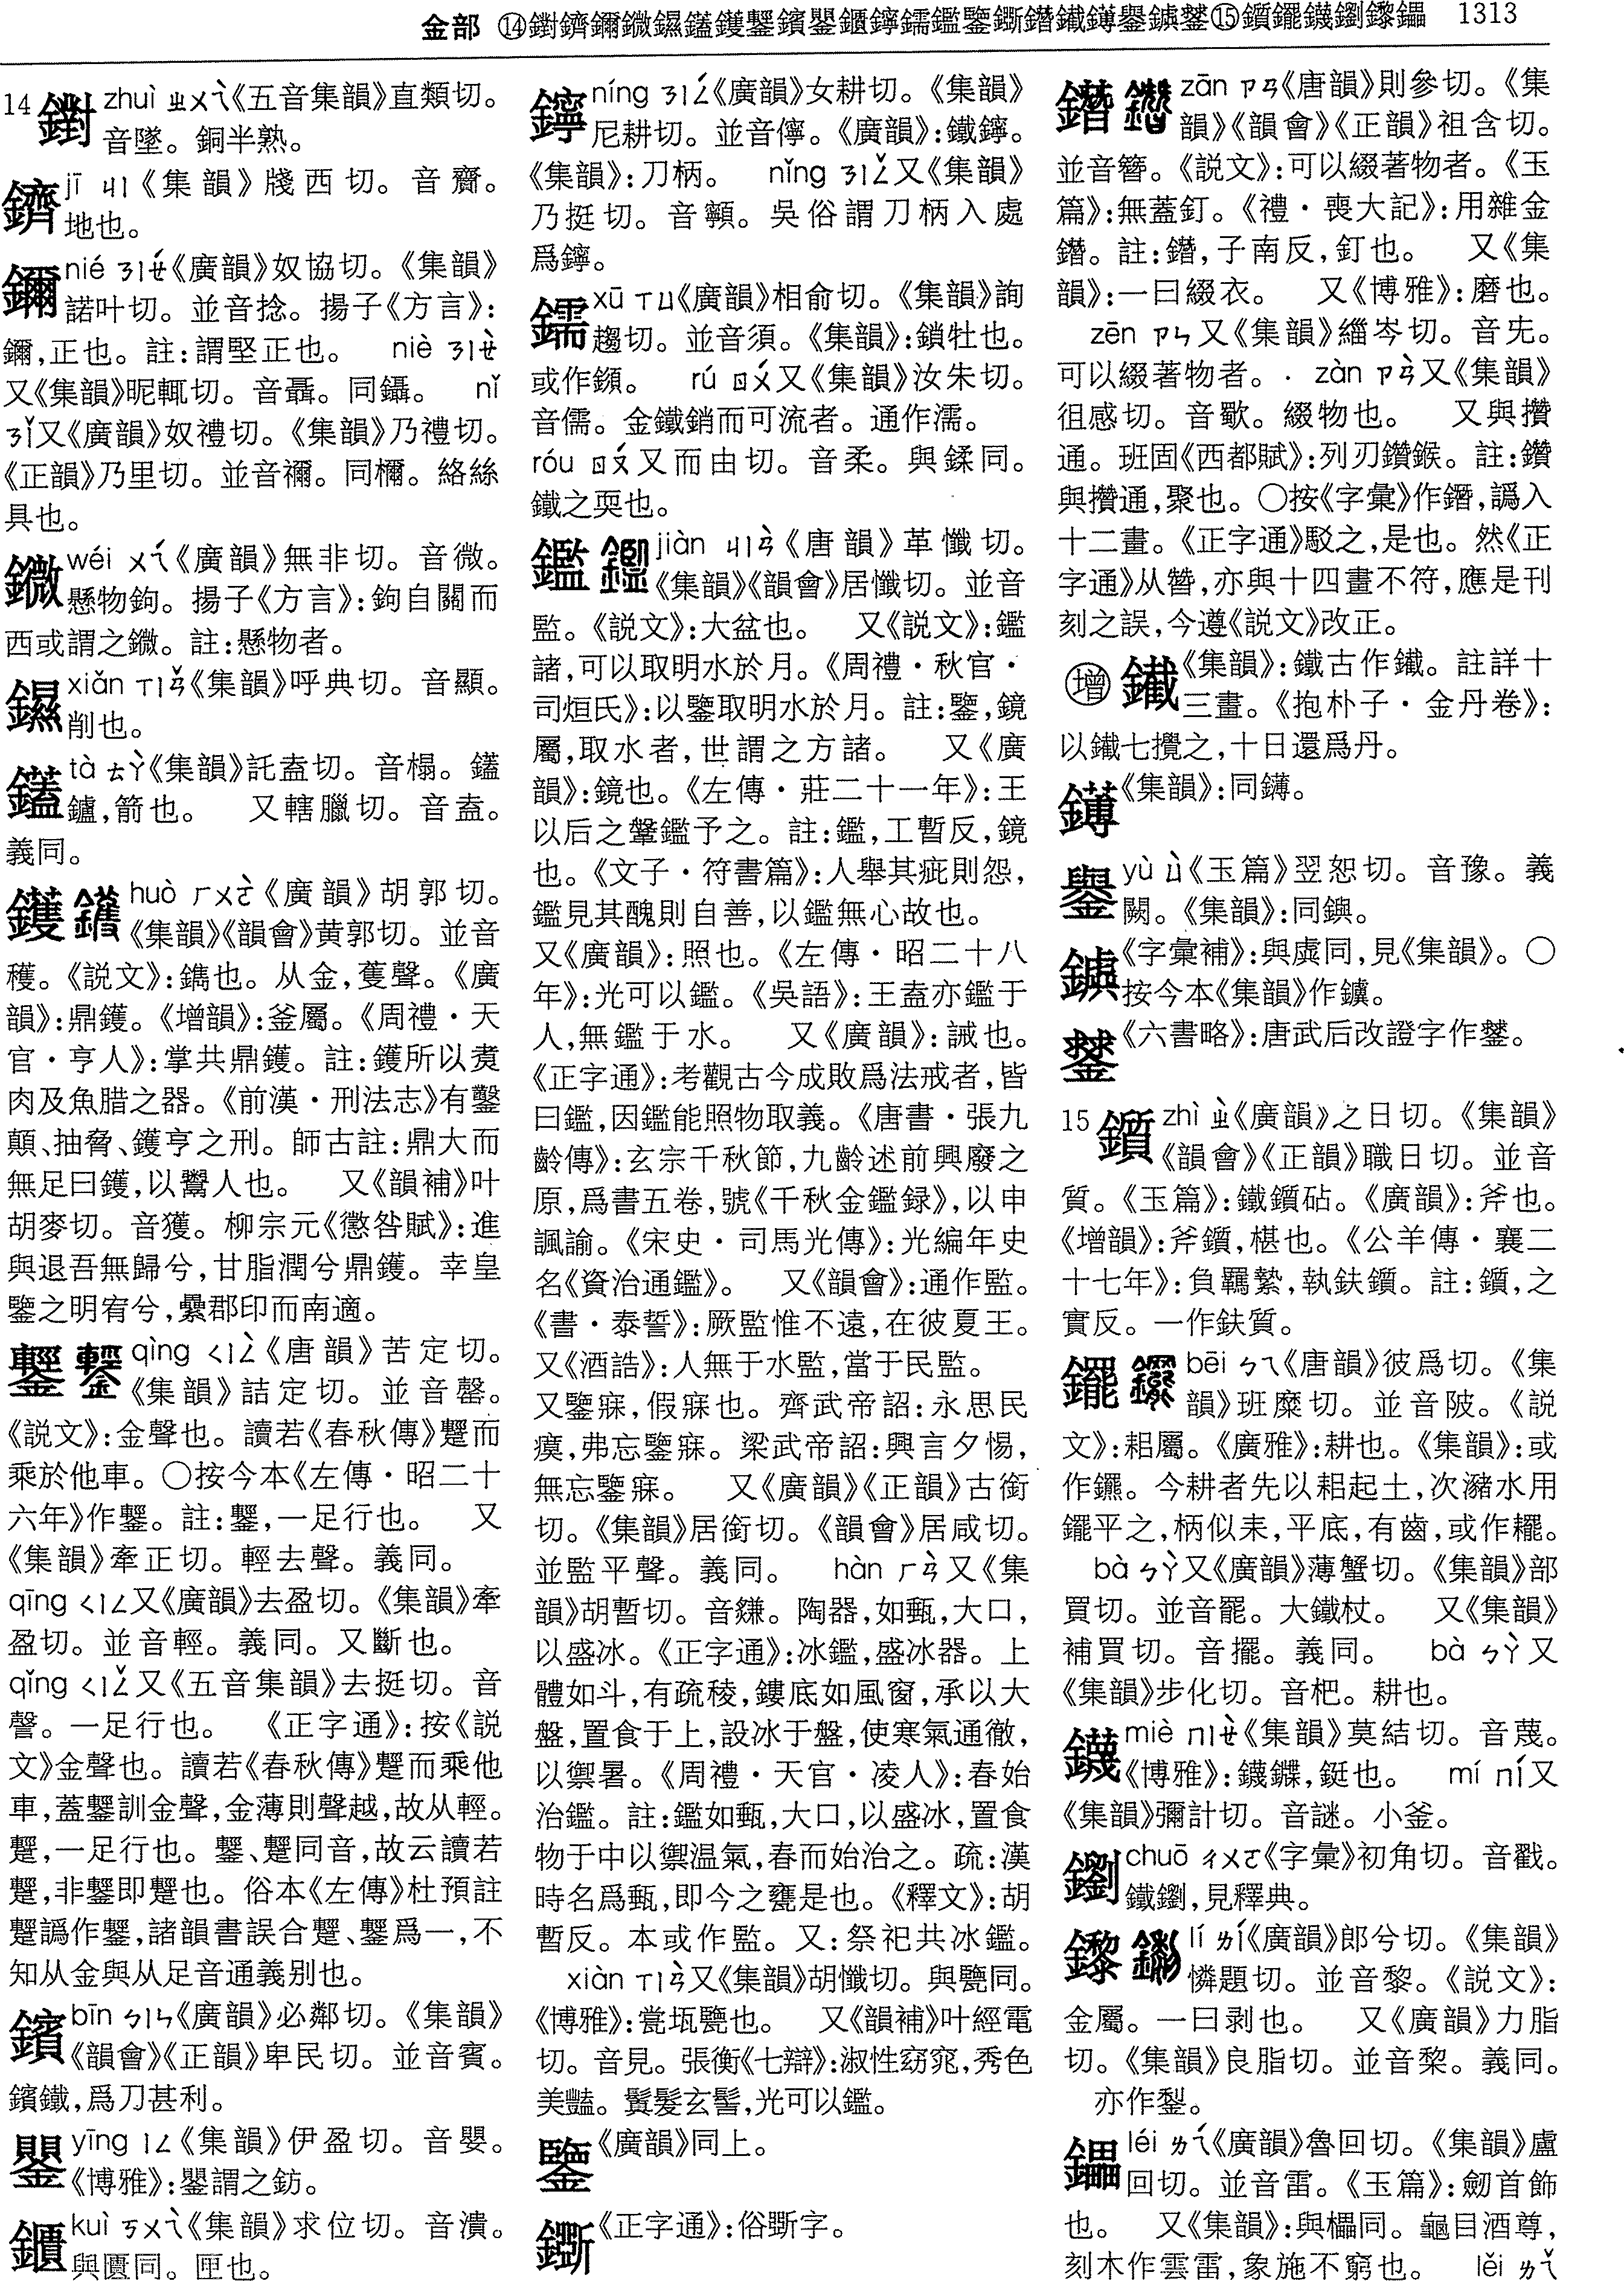 金部 ⑭鐓鑇鑈鎩鑎鎑鑊鏧鑌鑍鑎鑏鑐鑑鑒鐁鐕鐵鑮鑋鐻鏧⑮鑕鑼鑖鑗鑗鑘 1313
14 zhuì ㄓㄨㄟˋ《五音集韻》直類切。
音墜。銅半熟。
鑇 jī ㄐㄧ《集韻》牋西切。音齎。
地也。
鑈 nié ㄋㄧㄝˊ《廣韻》奴協切。《集韻》
諾叶切。並音捻。揚子《方言》：
鑈，正也。註：謂堅正也。 niè ㄋㄧㄝˋ
又《集韻》昵輒切。音聶。同鑷。 nǐ
ㄋㄧˇ又《廣韻》奴禮切。《集韻》乃禮切。
《正韻》乃里切。並音禰。同檷。絡絲
具也。
wéi ㄨㄟˊ《廣韻》無非切。音微。
懸物鉤。揚子《方言》：鉤自關而
西或謂之。註：懸物者。
xiǎn ㄒㄧㄢˇ《集韻》呼典切。音顯。
削也。
tà ㄊㄚˋ《集韻》託盍切。音榻。
鑪，箭也。 又轄臘切。音盍。
義同。
鑊 huò ㄏㄨㄛˋ《廣韻》胡郭切。
《集韻》《韻會》黄郭切。並音
穫。《説文》：鐫也。从金，蒦聲。《廣
韻》：鼎鑊。《增韻》：釜屬。《周禮・天
官・亨人》：掌共鼎鑊。註：鑊所以煑
肉及魚腊之器。《前漢・刑法志》有鑿
顛、抽脅、鑊亨之刑。師古註：鼎大而
無足曰鑊，以鬻人也。 又《韻補》叶
胡麥切。音獲。柳宗元《懲咎賦》：進
與退吾無歸兮，甘脂潤兮鼎鑊。幸皇
鑒之明宥兮，纍郡印而南適。
鑋 qìng ㄑㄧㄥˋ《唐韻》苦定切。
《集韻》詰定切。並音罄。
《説文》：金聲也。讀若《春秋傳》躗而
乘於他車。〇按今本《左傳・昭二十
六年》作鑋。註：鑋，一足行也。 又
《集韻》牽正切。輕去聲。義同。
qīng ㄑㄧㄥ又《廣韻》去盈切。《集韻》牽
盈切。並音輕。義同。又斷也。
qǐng ㄑㄧㄥˇ又《五音集韻》去挺切。音
謦。一足行也。 《正字通》：按《説
文》金聲也。讀若《春秋傳》䠼而乘他
車，蓋鑋訓金聲，金薄則聲越，故从輕。
䠼，一足行也。鑋、䠼同音，故云讀若
䠼，非鑋即䠼也。俗本《左傳》杜預註
䠼譌作鑋，諸韻書誤合䠼、鑋爲一，不
知从金與从足音通義别也。
鑌 bīn ㄅㄧㄣ《廣韻》必鄰切。《集韻》
《韻會》《正韻》卑民切。並音賓。
鑌鐵，爲刀甚利。
鑍 yīng ㄧㄥ《集韻》伊盈切。音嬰。
《博雅》：鑍謂之鈁。
鑎 kuì ㄎㄨㄟˋ《集韻》求位切。音潰。
與匱同。匣也。
鑏 níng ㄋㄧㄥˊ《廣韻》女耕切。《集韻》
尼耕切。並音儜。《廣韻》：鐵鑏。
《集韻》：刀柄。 nǐng ㄋㄧㄥˇ又《集韻》
乃挺切。音顐。吳俗謂刀柄入處
爲鑏。
鑐 xū ㄒㄩ《廣韻》相俞切。《集韻》詢
趨切。並音須。《集韻》：鎖牡也。
或作䪲。 rú ㄖㄨˊ又《集韻》汝朱切。
音儒。金鐵銷而可流者。通作濡。
róu ㄖㄡˊ又而由切。音柔。與鍒同。
鐵之耎也。
鑑 jiàn ㄐㄧㄢˋ《唐韻》革懺切。
《集韻》《韻會》居懺切。並音
監。《説文》：大盆也。 又《説文》：鑑
諸，可以取明水於月。《周禮・秋官・
司烜氏》：以鑒取明水於月。註：鑒，鏡
屬，取水者，世謂之方諸。 又《廣
韻》：鏡也。《左傳・莊二十一年》：王
以后之鞶鑑予之。註：鑑，工暫反，鏡
也。《文子・符書篇》：人舉其疵則怨，
鑑見其醜則自善，以鑑無心故也。
又《廣韻》：照也。《左傳・昭二十八
年》：光可以鑑。《吳語》：王盍亦鑑于
人，無鑑于水。 又《廣韻》：誡也。
《正字通》：考觀古今成敗爲法戒者，皆
曰鑑，因鑑能照物取義。《唐書・張九
齡傳》：玄宗千秋節，九齡述前興廢之
原，爲書五卷，號《千秋金鑑録》，以申
諷諭。《宋史・司馬光傳》：光編年史
名《資治通鑑》。 又《韻會》：通作監。
《書・泰誓》：厥監惟不遠，在彼夏王。
又《酒誥》：人無于水監，當于民監。
又鑒寐，假寐也。齊武帝詔：永思民
瘼，弗忘鑒寐。梁武帝詔：興言夕惕，
無忘鑒寐。 又《廣韻》《正韻》古銜
切。《集韻》居銜切。《韻會》居咸切。
並監平聲。義同。 hàn ㄏㄢˋ又《集
韻》胡暫切。音㺌。陶器，如甀，大口，
以盛冰。《正字通》：冰鑑，盛冰器。上
體如斗，有疏稜，鏤底如風窗，承以大
盤，置食于上，設冰于盤，使寒氣通徹，
以禦暑。《周禮・天官・凌人》：春始
治鑑。註：鑑如甀，大口，以盛冰，置食
物于中以禦温氣，春而始治之。疏：漢
時名爲甀，即今之甕是也。《釋文》：胡
暫反。本或作監。又：祭祀共冰鑑。
xiàn ㄒㄧㄢˋ又《集韻》胡懺切。與㽉同。
《博雅》：甇瓨㽉也。 又《韻補》叶經電
切。音見。張衡《七辯》：淑性窈窕，秀色
美豔。鬒髮玄髻，光可以鑑。
鑒《廣韻》同上。
《正字通》：俗斲字。
鐕 zān ㄗㄢ《唐韻》則參切。《集
韻》《韻會》《正韻》祖含切。
並音簪。《説文》：可以綴著物者。《玉
篇》：無蓋釘。《禮・喪大記》：用雜金
鐕。註：鐕，子南反，釘也。 又《集
韻》：一曰綴衣。 又《博雅》：磨也。
zēn ㄗㄣ又《集韻》緇岑切。音兂。
可以綴著物者。 zàn ㄗㄢˋ又《集韻》
徂感切。音歜。綴物也。 又與攢
通。班固《西都賦》：列刃鑽鍭。註：鑽
與攢通，聚也。〇按《字彙》作鐕，譌入
十二畫。《正字通》駁之，是也。然《正
字通》从朁，亦與十四畫不符，應是刊
刻之誤，今遵《説文》改正。
增 《集韻》：鐵古作鐵。註詳十
三畫。《抱朴子・金丹卷》：
以鐵七攪之，十日還爲丹。
《集韻》：同鎛。
yù ㄩˋ《玉篇》翌恕切。音豫。義
闕。《集韻》：同鸒。
《字彙補》：與虡同，見《集韻》。〇
按今本《集韻》作鐻。
《六書略》：唐武后改證字作。
15 鑕 zhì ㄓˋ《廣韻》之日切。《集韻》
《韻會》《正韻》職日切。並音
質。《玉篇》：鐵鑕砧。《廣韻》：斧也。
《增韻》：斧鑕，椹也。《公羊傳・襄二
十七年》：負羈縶，執鈇鑕。註：鑕，之
實反。一作鈇質。
䥯 bēi ㄅㄟ《唐韻》彼爲切。《集
韻》班糜切。並音陂。《説
文》：耜屬。《廣雅》：耕也。《集韻》：或
作鑼。今耕者先以耜起土，次瀦水用
䥯平之，柄似耒，平底，有齒，或作䎱。
bà ㄅㄚˋ又《廣韻》薄蟹切。《集韻》部
買切。並音罷。大鐵杖。 又《集韻》
補買切。音擺。義同。 bà ㄅㄚˋ又
《集韻》步化切。音杷。耕也。
鑖 miè ㄇㄧㄝˋ《集韻》莫結切。音蔑。
《博雅》：鑖鍱，鋌也。 mí ㄇㄧˊ又
《集韻》彌計切。音謎。小釜。
chuō ㄔㄨㄛ《字彙》初角切。音戳。
鐵，見釋典。
鑗 lí ㄌㄧˊ《廣韻》郎兮切。《集韻》
憐題切。並音黎。《説文》：
金屬。一曰剥也。 又《廣韻》力脂
切。《集韻》良脂切。並音棃。義同。
亦作鋫。
鑘 léi ㄌㄟˊ《廣韻》魯回切。《集韻》盧
回切。並音雷。《玉篇》：劒首飾
也。 又《集韻》：與櫑同。龜目酒尊，
刻木作雲雷，象施不窮也。 lěi ㄌㄟˇ